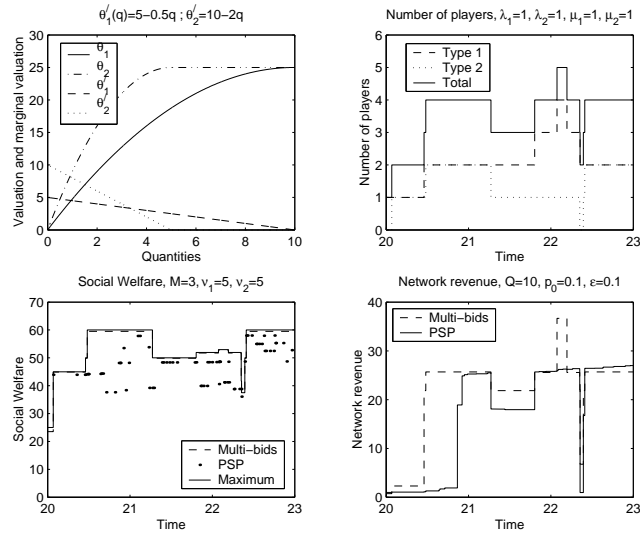 θ₁′(q)=5−0.5q ; θ₂′=10−2q
Valuation and marginal valuation
30
25
20
15
10
5
0
0 2 4 6 8 10
Quantities
θ₁
θ₂
θ₁′
θ₂′
Number of players, λ₁=1, λ₂=1, μ₁=1, μ₂=1
Number of players
6
5
4
3
2
1
0
20 21 22 23
Time
Type 1
Type 2
Total
Social Welfare, M=3, ν₁=5, ν₂=5
Social Welfare
70
60
50
40
30
20
10
0
20 21 22 23
Time
Multi−bids
PSP
Maximum
Network revenue, Q=10, p₀=0.1, ε=0.1
Network revenue
40
30
20
10
0
20 21 22 23
Time
Multi−bids
PSP